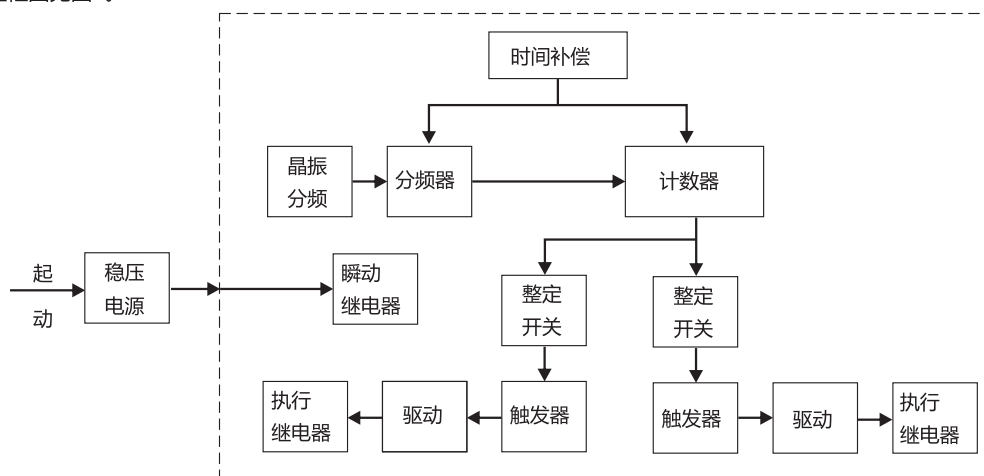 时间补偿
晶振
分频
分频器
计数器
起
动
稳压
电源
瞬动
继电器
整定
开关
整定
开关
执行
继电器
驱动
触发器
触发器
驱动
执行
继电器